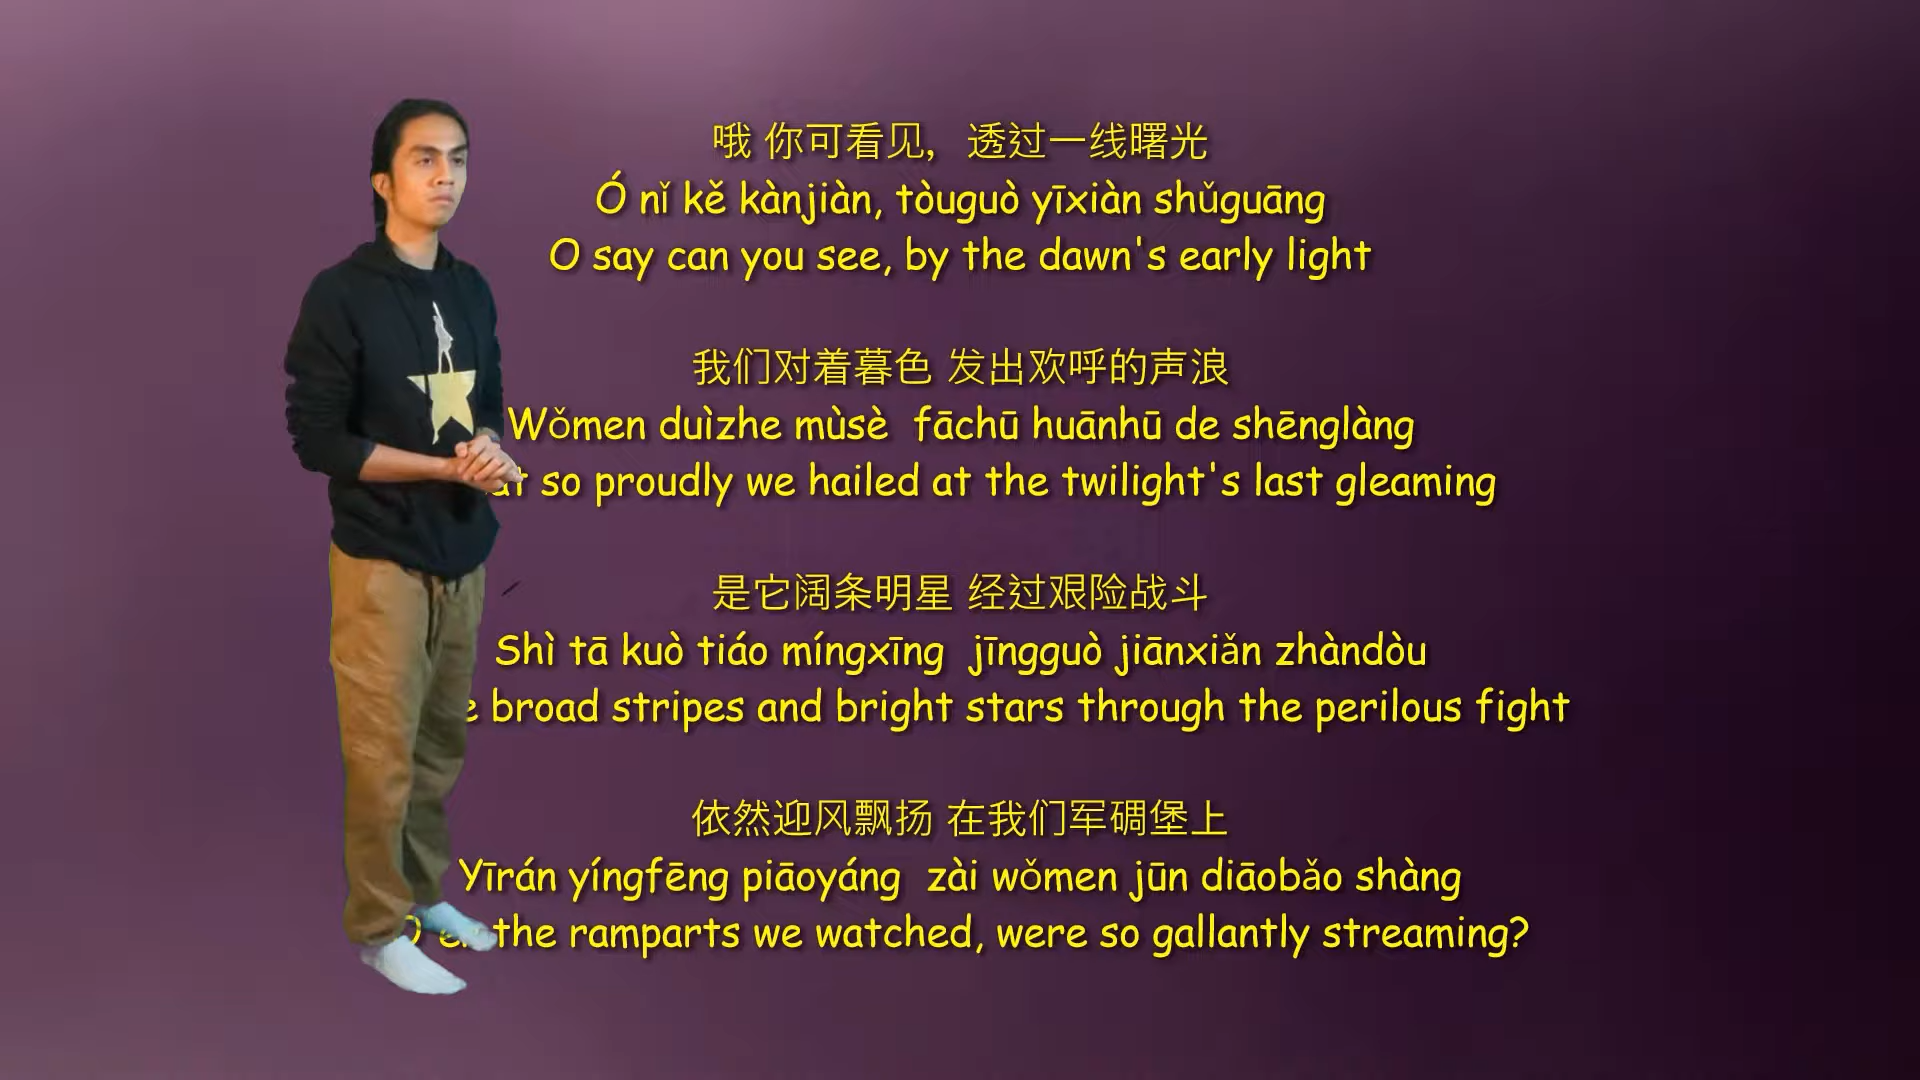 哦 你可看见，透过一线曙光
Ó nǐ kě kànjiàn, tòuguò yīxiàn shǔguāng
O say can you see, by the dawn's early light
我们对着暮色 发出欢呼的声浪
Wǒmen duìzhe mùsè fāchū huānhū de shēnglàng
so proudly we hailed at the twilight's last gleaming
是它阔条明星 经过艰险战斗
Shì tā kuò tiáo míngxīng jīngguò jiānxiǎn zhàndòu
broad stripes and bright stars through the perilous fight
依然迎风飘扬 在我们军碉堡上
Yīrán yíngfēng piāoyáng zài wǒmen jūn diāobǎo shàng
the ramparts we watched, were so gallantly streaming?